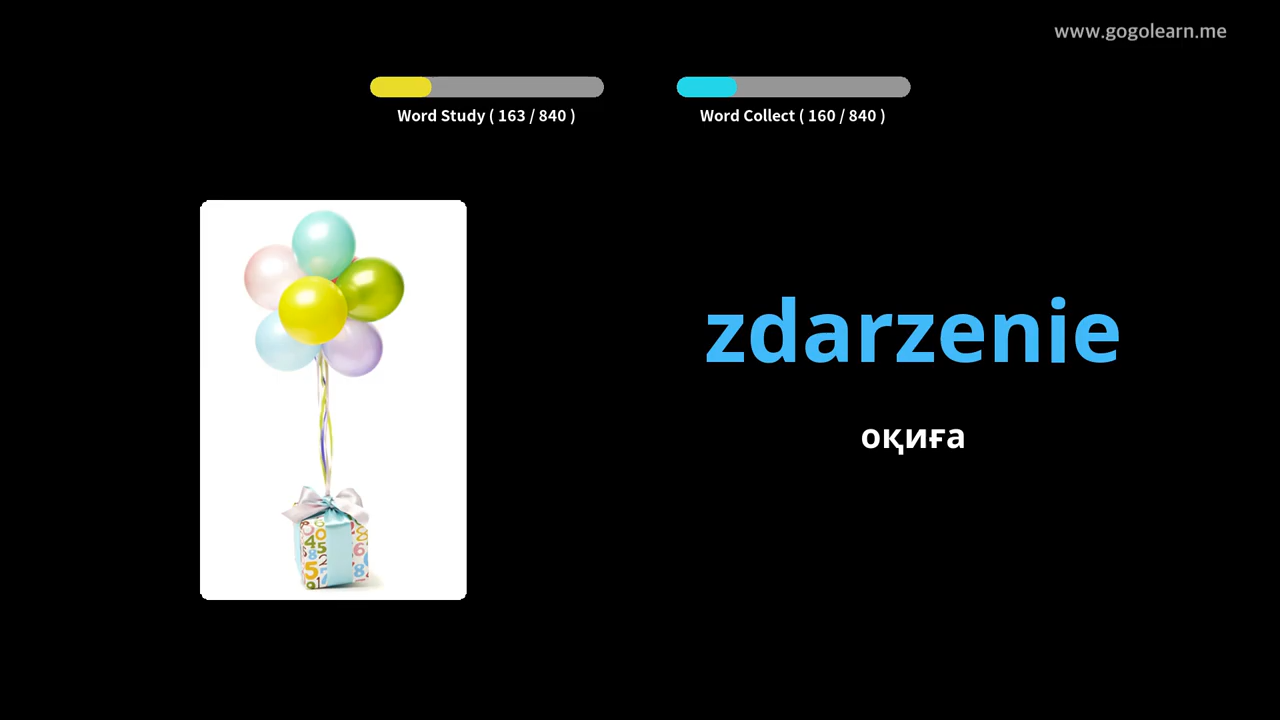 www.gogolearn.me
Word Study ( 163 / 840 )
Word Collect ( 160 / 840 )
zdarzenie
оқиға